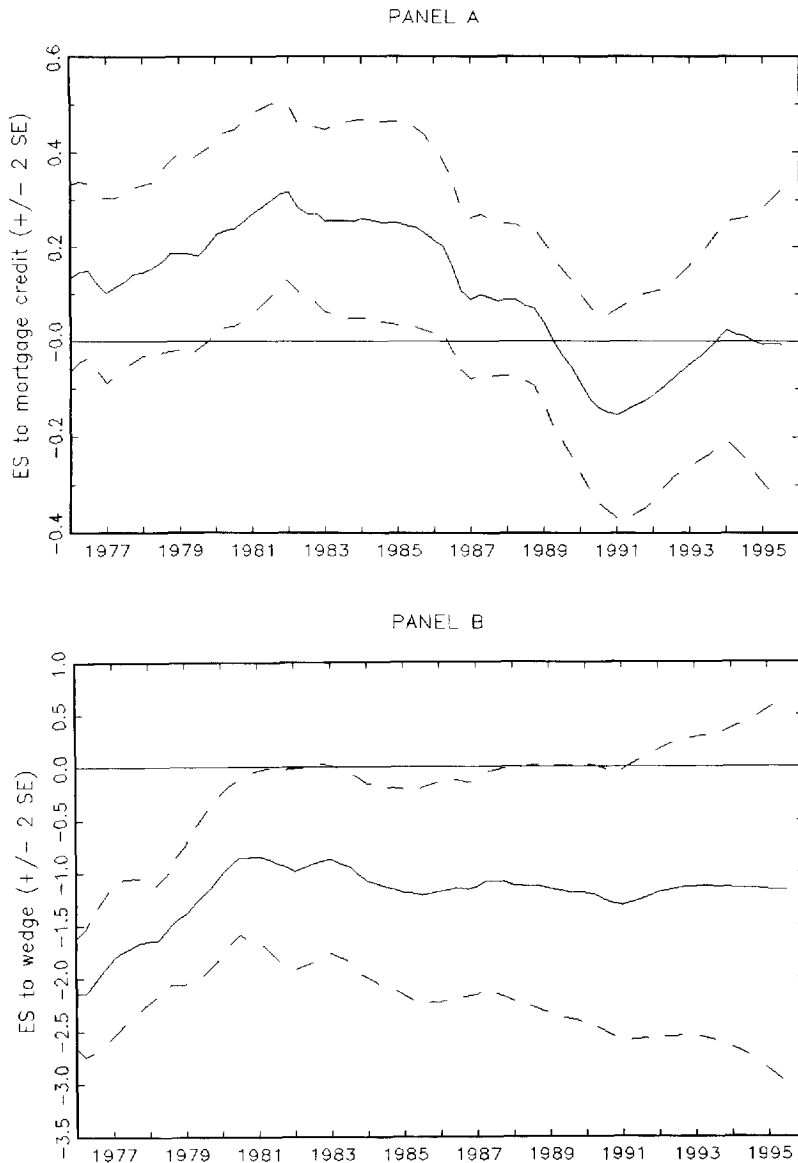 PANEL A
ES to mortgage credit (+/- 2 SE)
0.6
0.4
0.2
-0.0
-0.2
-0.4
1977 1979 1981 1983 1985 1987 1989 1991 1993 1995
PANEL B
ES to wedge (+/- 2 SE)
1.0
0.5
0.0
-0.5
-1.0
-1.5
-2.0
-2.5
-3.0
-3.5
1977 1979 1981 1983 1985 1987 1989 1991 1993 1995